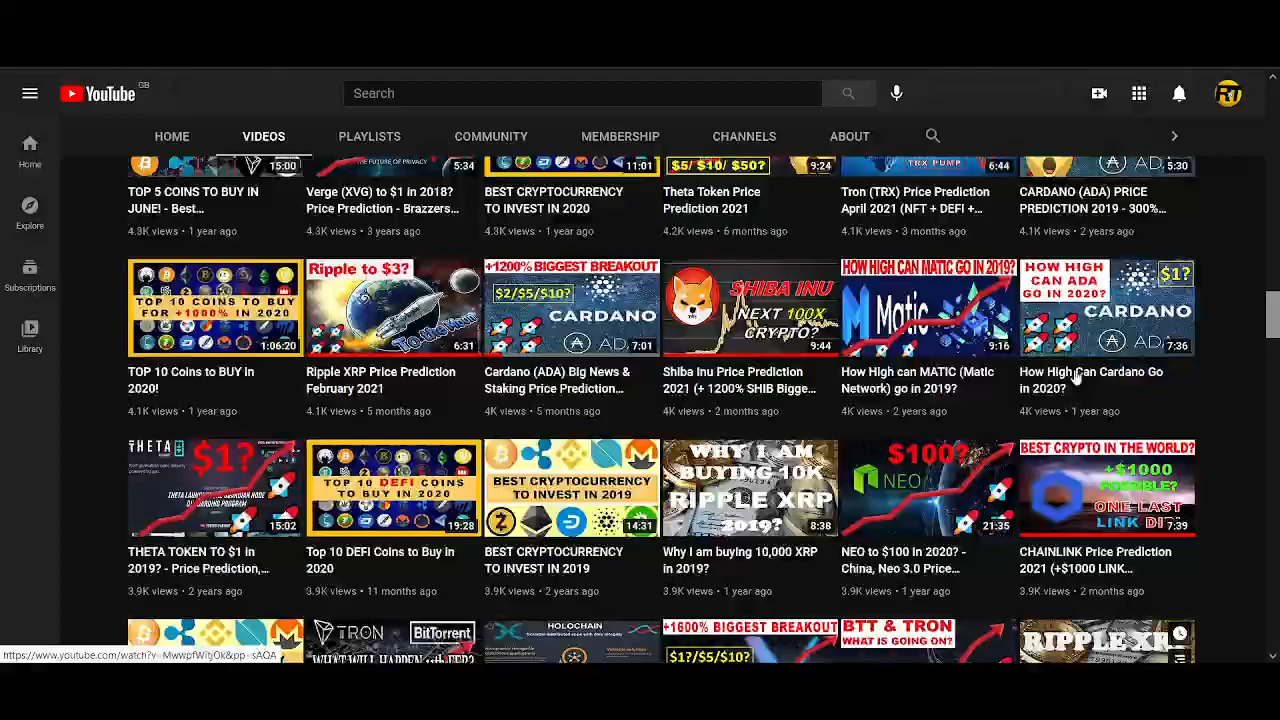 YouTube GB
Search
RT
HOME VIDEOS PLAYLISTS COMMUNITY MEMBERSHIP CHANNELS ABOUT
Home
Explore
Subscriptions
Library
15:00
THE FUTURE OF PRIVACY
5:34
11:01
$5/ $10/ $50?
9:24
TRX PUMP
6:44
5:30
TOP 5 COINS TO BUY IN
JUNE! - Best...
4.3K views • 1 year ago
Verge (XVG) to $1 in 2018?
Price Prediction - Brazzers...
4.3K views • 3 years ago
BEST CRYPTOCURRENCY
TO INVEST IN 2020
4.3K views • 1 year ago
Theta Token Price
Prediction 2021
4.2K views • 6 months ago
Tron (TRX) Price Prediction
April 2021 (NFT + DEFI +...
4.1K views • 3 months ago
CARDANO (ADA) PRICE
PREDICTION 2019 - 300%...
4.1K views • 2 years ago
TOP 10 COINS TO BUY
FOR +1000% IN 2020
1:06:20
Ripple to $3?
To the
6:31
+1200% BIGGEST BREAKOUT
$2/$5/$10?
CARDANO
AD
7:01
SHIBA INU
NEXT 100X
CRYPTO?
9:44
HOW HIGH CAN MATIC GO IN 2019?
Matic
9:16
HOW HIGH
CAN ADA
GO IN 2020?
$1?
CARDANO
AD
7:36
TOP 10 Coins to Buy in
2020!
4.1K views • 1 year ago
Ripple XRP Price Prediction
February 2021
4.1K views • 5 months ago
Cardano (ADA) Big News &
Staking Price Prediction...
4K views • 5 months ago
Shiba Inu Price Prediction
2021 (+ 1200% SHIB Bigge...
4K views • 2 months ago
How High can MATIC (Matic
Network) go in 2019?
4K views • 2 years ago
How High Can Cardano Go
in 2020?
4K views • 1 year ago
THETA
$1?
15:02
TOP 10 DEFI COINS
TO BUY IN 2020
19:28
BEST CRYPTOCURRENCY
TO INVEST IN 2019
14:31
WHY I AM
BUYING 10K
RIPPLE XRP
2019?
8:38
$100?
NEO
21:35
BEST CRYPTO IN THE WORLD?
+$1000
POSSIBLE?
ONE LAST
LINK DI
7:39
THETA TOKEN TO $1 in
2019? - Price Prediction,...
3.9K views • 2 years ago
Top 10 DEFI Coins to Buy in
2020
3.9K views • 11 months ago
BEST CRYPTOCURRENCY
TO INVEST IN 2019
3.9K views • 2 years ago
Why I am buying 10,000 XRP
in 2019?
3.9K views • 1 year ago
NEO to $100 in 2020? -
China, Neo 3.0 Price...
3.9K views • 1 year ago
CHAINLINK Price Prediction
2021 (+$1000 LINK...
3.9K views • 2 months ago
TRON BitTorrent
WHAT WILL HAPPEN
HOLOCHAIN
+1600% BIGGEST BREAKOUT
$1?/$5/$10?
BTT & TRON
WHAT IS GOING ON?
RIPPLE